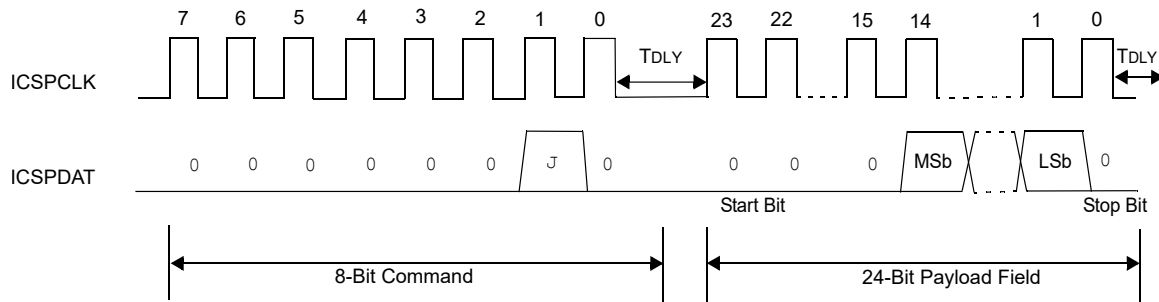 7 6 5 4 3 2 1 0 23 22 15 14 1 0
TDLY TDLY
ICSPCLK
ICSPDAT
0 0 0 0 0 0 J 0 0 0 0 MSb LSb 0
Start Bit Stop Bit
8-Bit Command 24-Bit Payload Field